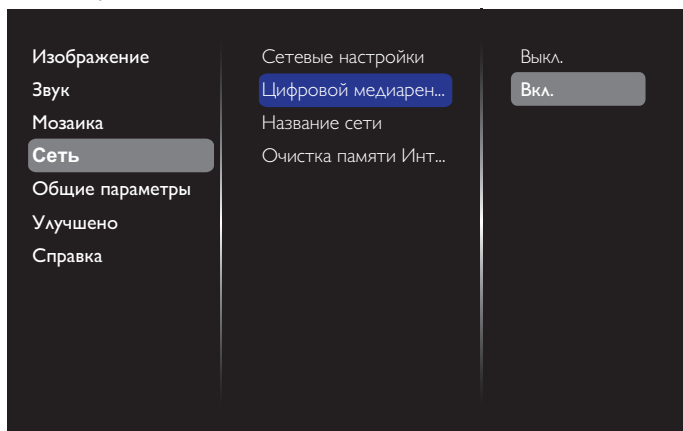 Изображение
Звук
Мозаика
Сеть
Общие параметры
Улучшено
Справка
Сетевые настройки
Цифровой медиарен...
Название сети
Очистка памяти Инт...
Выкл.
Вкл.